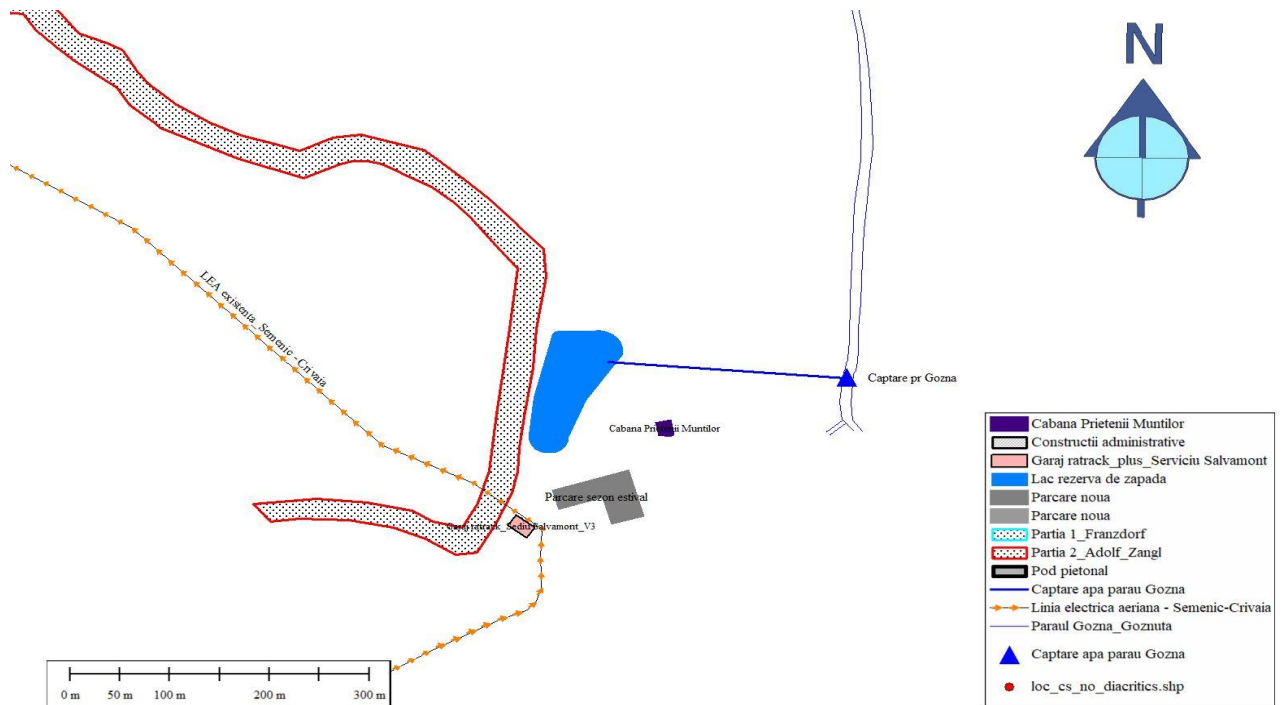 N
LEA existenta_Semenic -Crivaia
Captare pr Gozna
Cabana Prietenii Muntilor
Parcare sezon estival
Garaj ratrack_Sediu Salvamont_V3
Cabana Prietenii Muntilor
Constructii administrative
Garaj ratrack_plus_Serviciu Salvamont
Lac rezerva de zapada
Parcare noua
Parcare noua
Partia 1_Franzdorf
Partia 2_Adolf_Zangl
Pod pietonal
Captare apa parau Gozna
Linia electrica aeriana - Semenic-Crivaia
Paraul Gozna_Goznuta
Captare apa parau Gozna
loc_cs_no_diacritics.shp
0 m 50 m 100 m 200 m 300 m